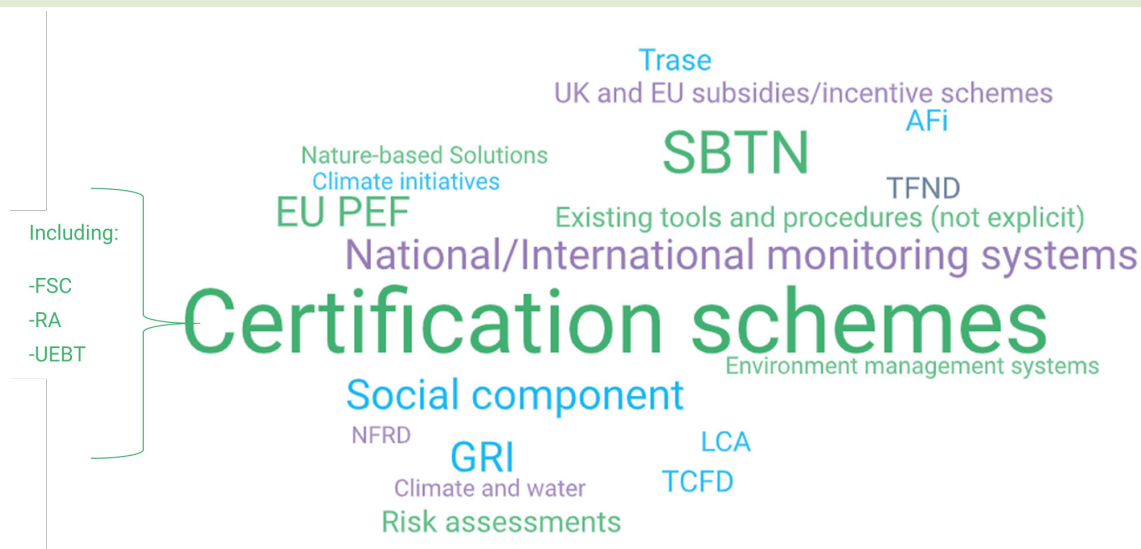 Trase
UK and EU subsidies/incentive schemes
AFi
SBTN
Nature-based Solutions
Climate initiatives
TFND
EU PEF
Existing tools and procedures (not explicit)
National/International monitoring systems
Including:
-FSC
-RA
-UEBT
Certification schemes
Environment management systems
Social component
NFRD
GRI
LCA
TCFD
Climate and water
Risk assessments